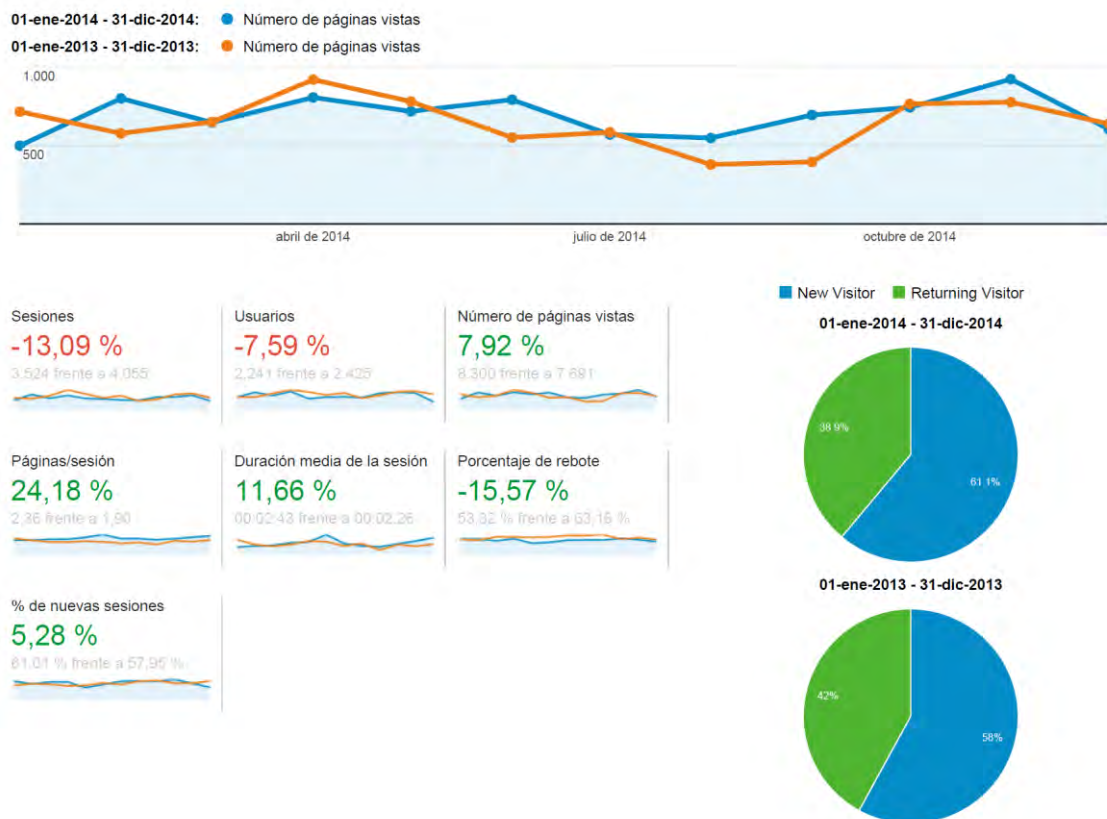 01-ene-2014 - 31-dic-2014: Número de páginas vistas
01-ene-2013 - 31-dic-2013: Número de páginas vistas
1.000
500
abril de 2014
julio de 2014
octubre de 2014
Sesiones
-13,09 %
3.524 frente a 4.055
Usuarios
-7,59 %
2.241 frente a 2.425
Número de páginas vistas
7,92 %
8.300 frente a 7.691
Páginas/sesión
24,18 %
2,36 frente a 1,90
Duración media de la sesión
11,66 %
00:02:43 frente a 00:02:26
Porcentaje de rebote
-15,57 %
53,32 % frente a 63,16 %
% de nuevas sesiones
5,28 %
61,01 % frente a 57,95 %
New Visitor
Returning Visitor
01-ene-2014 - 31-dic-2014
38.9%
61.1%
01-ene-2013 - 31-dic-2013
42%
58%